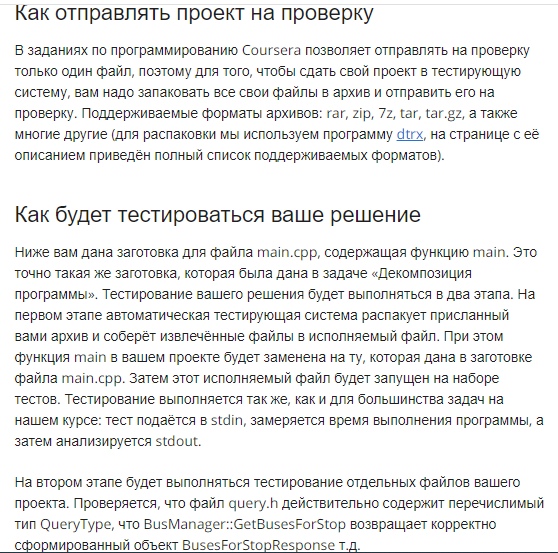 Как отправлять проект на проверку
В заданиях по программированию Coursera позволяет отправлять на проверку
только один файл, поэтому для того, чтобы сдать свой проект в тестирующую
систему, вам надо запаковать все свои файлы в архив и отправить его на
проверку. Поддерживаемые форматы архивов: rar, zip, 7z, tar, tar.gz, а также
многие другие (для распаковки мы используем программу dtrx, на странице с её
описанием приведён полный список поддерживаемых форматов).
Как будет тестироваться ваше решение
Ниже вам дана заготовка для файла main.cpp, содержащая функцию main. Это
точно такая же заготовка, которая была дана в задаче «Декомпозиция
программы». Тестирование вашего решения будет выполняться в два этапа. На
первом этапе автоматическая тестирующая система распакует присланный
вами архив и соберёт извлечённые файлы в исполняемый файл. При этом
функция main в вашем проекте будет заменена на ту, которая дана в заготовке
файла main.cpp. Затем этот исполняемый файл будет запущен на наборе
тестов. Тестирование выполняется так же, как и для большинства задач на
нашем курсе: тест подаётся в stdin, замеряется время выполнения программы, а
затем анализируется stdout.
На втором этапе будет выполняться тестирование отдельных файлов вашего
проекта. Проверяется, что файл query.h действительно содержит перечислимый
тип QueryType, что BusManager::GetBusesForStop возвращает корректно
сформированный объект BusesForStopResponse т.д.